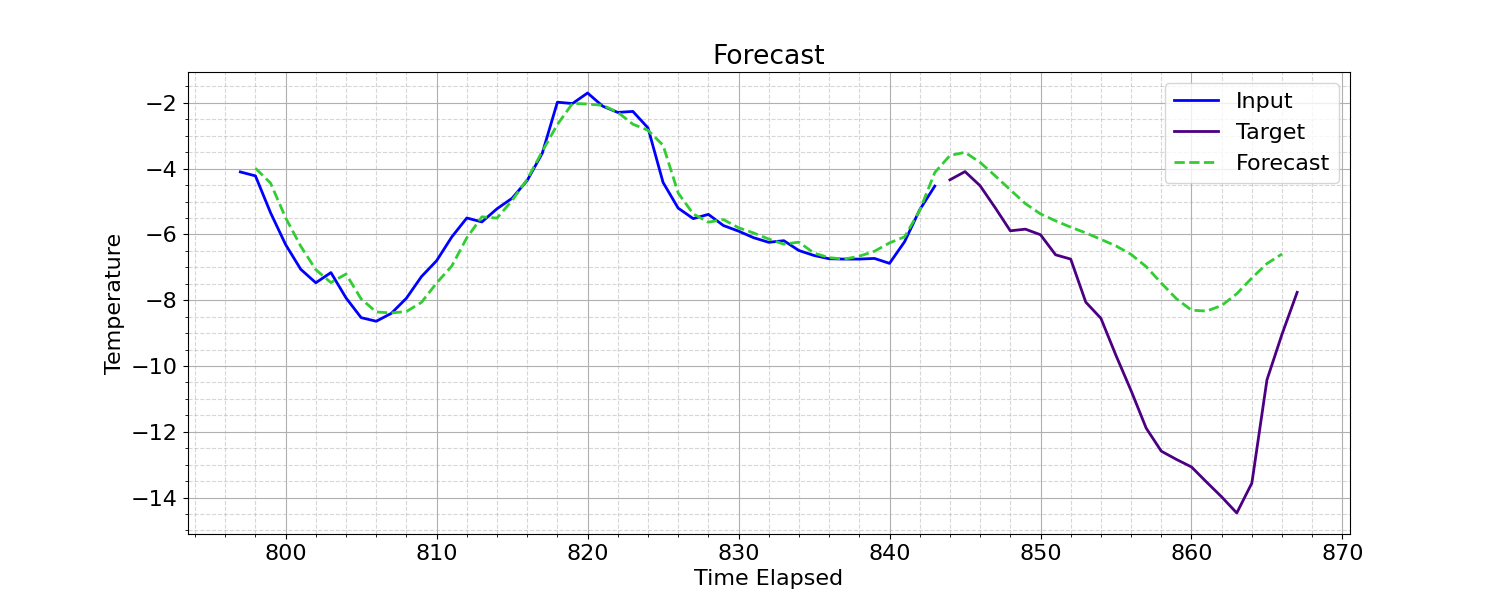 Forecast
Input
Target
Forecast
−2
−4
−6
−8
−10
−12
−14
Temperature
800 810 820 830 840 850 860 870
Time Elapsed